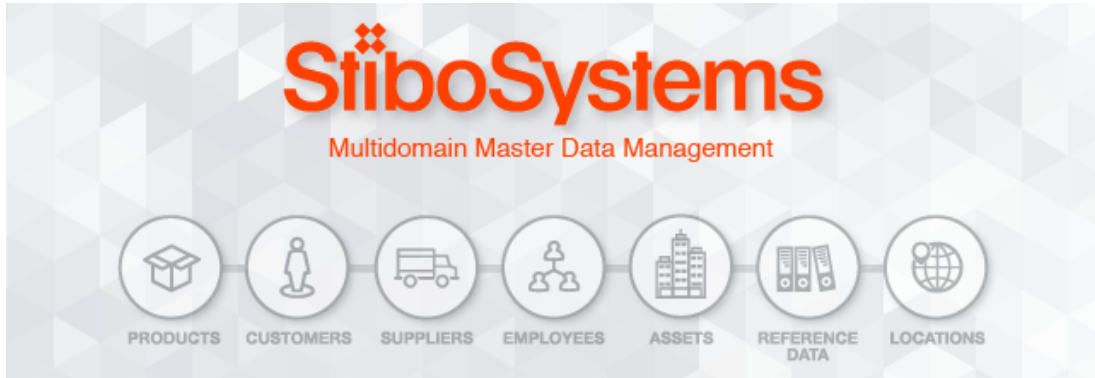 StiboSystems
Multidomain Master Data Management
PRODUCTS
CUSTOMERS
SUPPLIERS
EMPLOYEES
ASSETS
REFERENCE
DATA
LOCATIONS